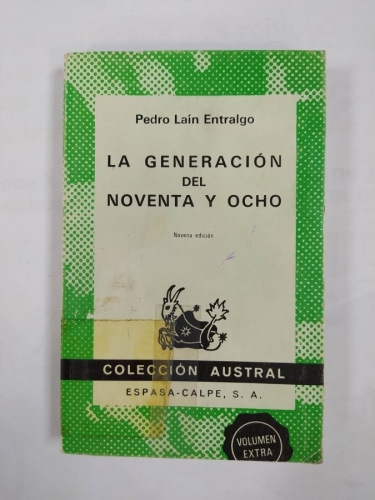 Pedro Laín Entralgo
LA GENERACIÓN
DEL
NOVENTA Y OCHO
Novena edición
COLECCIÓN AUSTRAL
ESPASA-CALPE, S. A.
VOLUMEN
EXTRA